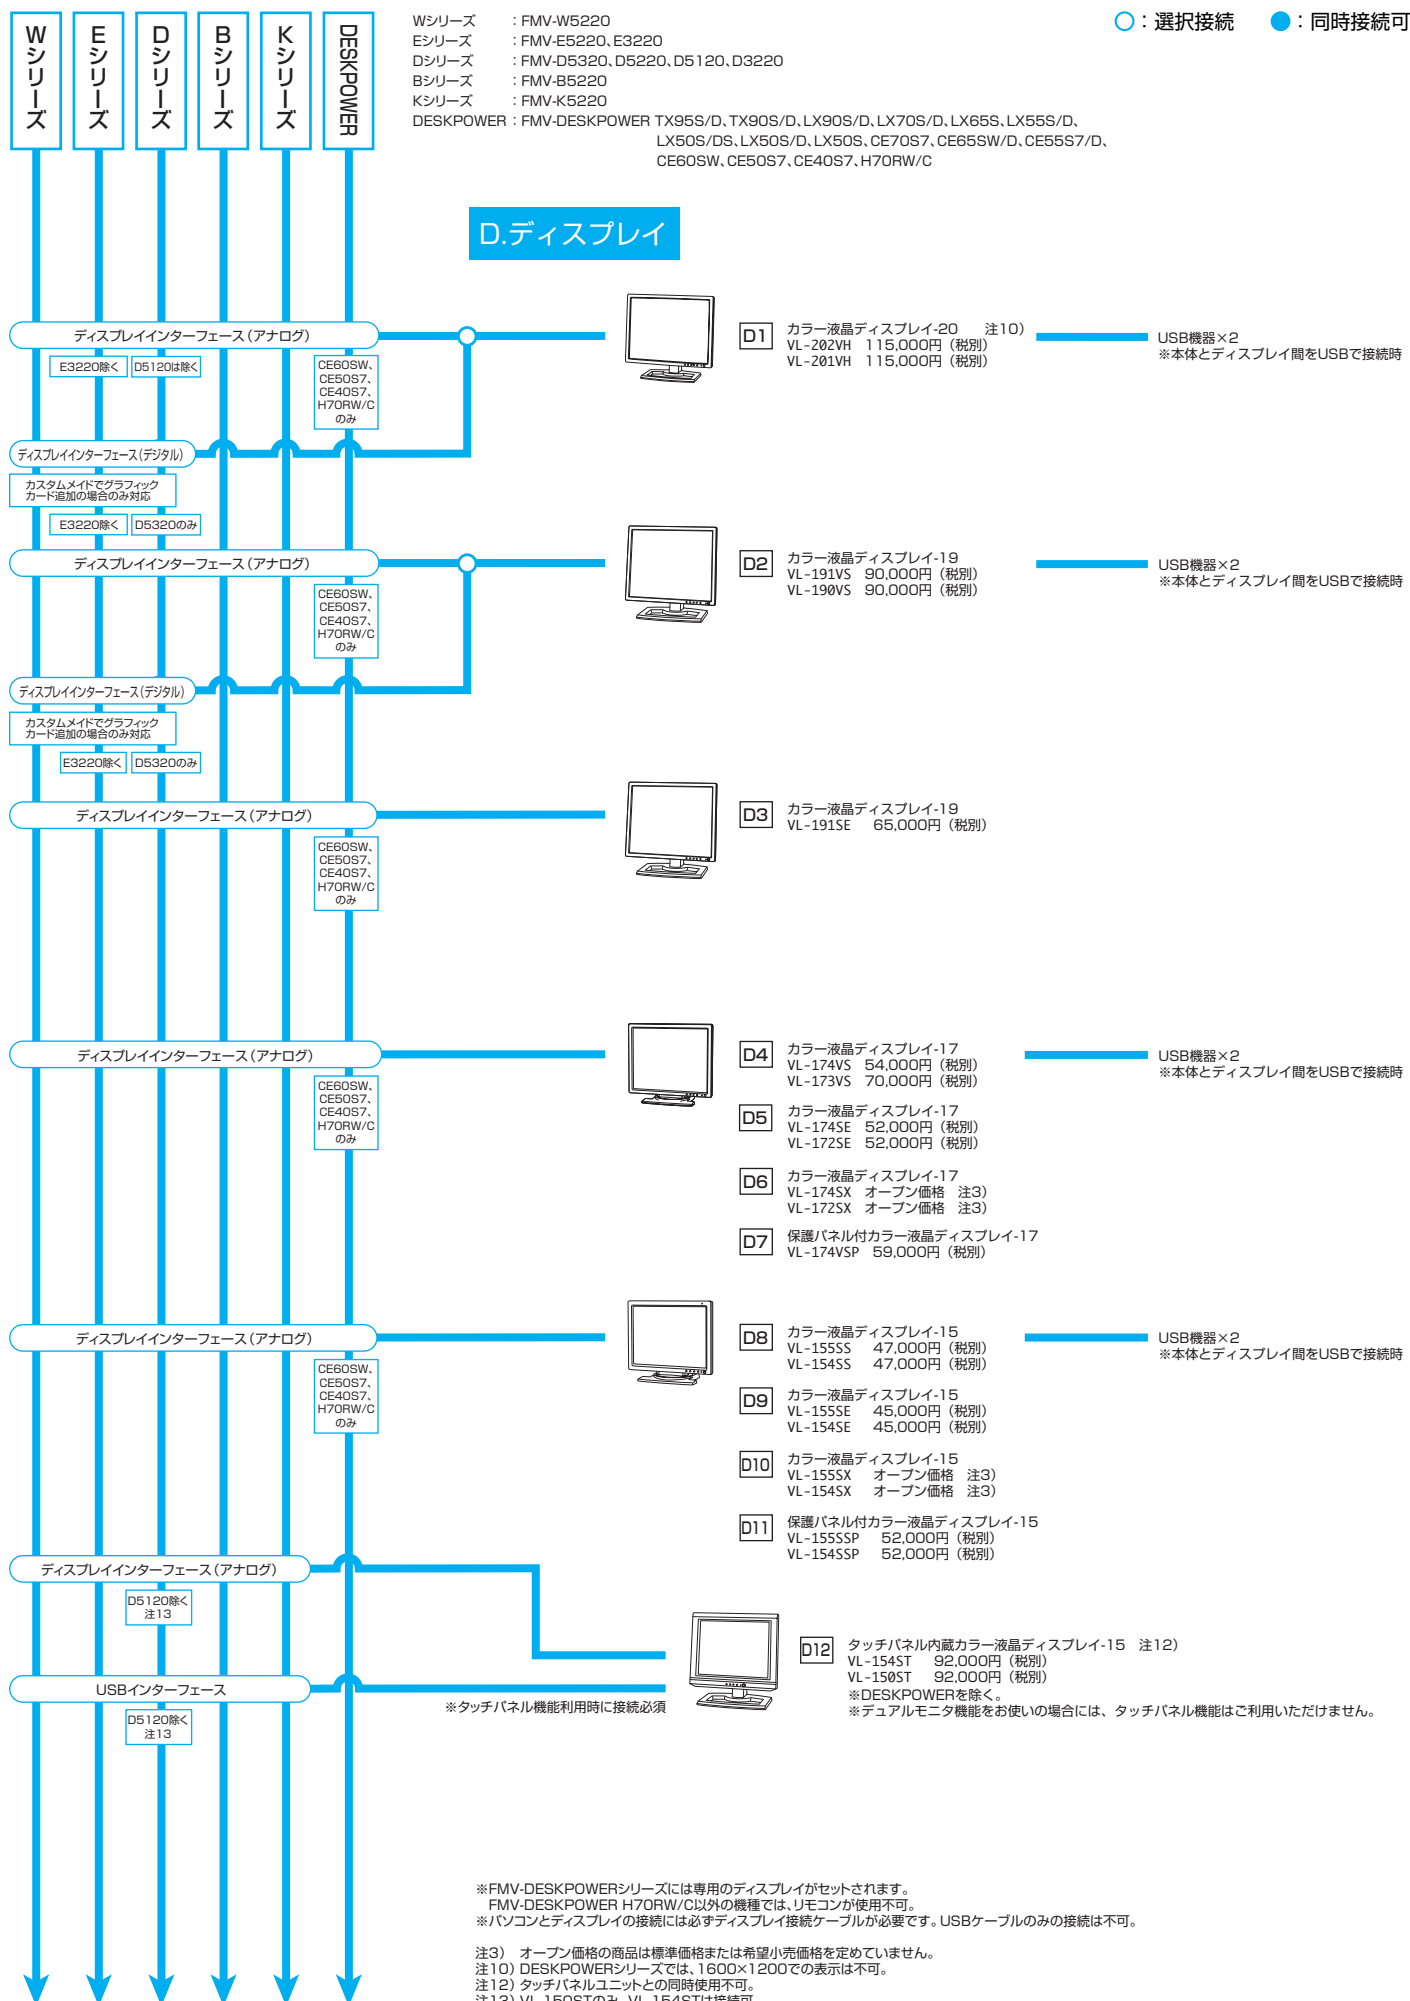 Wシリーズ
Eシリーズ
Dシリーズ
Bシリーズ
Kシリーズ
DESKPOWER
Wシリーズ ：FMV-W5220
Eシリーズ ：FMV-E5220、E3220
Dシリーズ ：FMV-D5320、D5220、D5120、D3220
Bシリーズ ：FMV-B5220
Kシリーズ ：FMV-K5220
DESKPOWER：FMV-DESKPOWER TX95S/D、TX90S/D、LX90S/D、LX70S/D、LX65S、LX55S/D、
LX50S/DS、LX50S/D、LX50S、CE70S7、CE65SW/D、CE55S7/D、
CE60SW、CE50S7、CE40S7、H70RW/C
○：選択接続 ●：同時接続可
D.ディスプレイ
ディスプレイインターフェース（アナログ）
E3220除く
D5120は除く
CE60SW、
CE50S7、
CE40S7、
H70RW/C
のみ
D1
カラー液晶ディスプレイ-20 注10）
VL-202VH 115,000円（税別）
VL-201VH 115,000円（税別）
USB機器×2
※本体とディスプレイ間をUSBで接続時
ディスプレイインターフェース（デジタル）
カスタムメイドでグラフィック
カード追加の場合のみ対応
E3220除く
D5320のみ
ディスプレイインターフェース（アナログ）
CE60SW、
CE50S7、
CE40S7、
H70RW/C
のみ
D2
カラー液晶ディスプレイ-19
VL-191VS 90,000円（税別）
VL-190VS 90,000円（税別）
USB機器×2
※本体とディスプレイ間をUSBで接続時
ディスプレイインターフェース（デジタル）
カスタムメイドでグラフィック
カード追加の場合のみ対応
E3220除く
D5320のみ
ディスプレイインターフェース（アナログ）
CE60SW、
CE50S7、
CE40S7、
H70RW/C
のみ
D3
カラー液晶ディスプレイ-19
VL-191SE 65,000円（税別）
ディスプレイインターフェース（アナログ）
CE60SW、
CE50S7、
CE40S7、
H70RW/C
のみ
D4
カラー液晶ディスプレイ-17
VL-174VS 54,000円（税別）
VL-173VS 70,000円（税別）
USB機器×2
※本体とディスプレイ間をUSBで接続時
D5
カラー液晶ディスプレイ-17
VL-174SE 52,000円（税別）
VL-172SE 52,000円（税別）
D6
カラー液晶ディスプレイ-17
VL-174SX オープン価格 注3）
VL-172SX オープン価格 注3）
D7
保護パネル付カラー液晶ディスプレイ-17
VL-174VSP 59,000円（税別）
ディスプレイインターフェース（アナログ）
CE60SW、
CE50S7、
CE40S7、
H70RW/C
のみ
D8
カラー液晶ディスプレイ-15
VL-155SS 47,000円（税別）
VL-154SS 47,000円（税別）
USB機器×2
※本体とディスプレイ間をUSBで接続時
D9
カラー液晶ディスプレイ-15
VL-155SE 45,000円（税別）
VL-154SE 45,000円（税別）
D10
カラー液晶ディスプレイ-15
VL-155SX オープン価格 注3）
VL-154SX オープン価格 注3）
D11
保護パネル付カラー液晶ディスプレイ-15
VL-155SSP 52,000円（税別）
VL-154SSP 52,000円（税別）
ディスプレイインターフェース（アナログ）
D5120除く
注13
D12
タッチパネル内蔵カラー液晶ディスプレイ-15 注12）
VL-154ST 92,000円（税別）
VL-150ST 92,000円（税別）
※DESKPOWERを除く。
※デュアルモニタ機能をお使いの場合には、タッチパネル機能はご利用いただけません。
USBインターフェース
※タッチパネル機能利用時に接続必須
D5120除く
注13
※FMV-DESKPOWERシリーズには専用のディスプレイがセットされます。
FMV-DESKPOWER H70RW/C以外の機種では、リモコンが使用不可。
※パソコンとディスプレイの接続には必ずディスプレイ接続ケーブルが必要です。USBケーブルのみの接続は不可。
注3） オープン価格の商品は標準価格または希望小売価格を定めていません。
注10）DESKPOWERシリーズでは、1600×1200での表示は不可。
注12）タッチパネルユニットとの同時使用不可。
注13）VL-150STのみ。VL-154STは接続可。